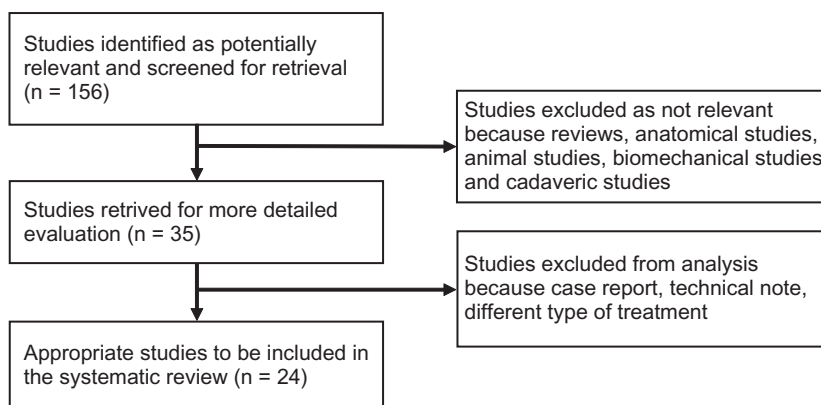 Studies identified as potentially
relevant and screened for retrieval
(n = 156)
Studies excluded as not relevant
because reviews, anatomical studies,
animal studies, biomechanical studies
and cadaveric studies
Studies retrived for more detailed
evaluation (n = 35)
Studies excluded from analysis
because case report, technical note,
different type of treatment
Appropriate studies to be included in
the systematic review (n = 24)